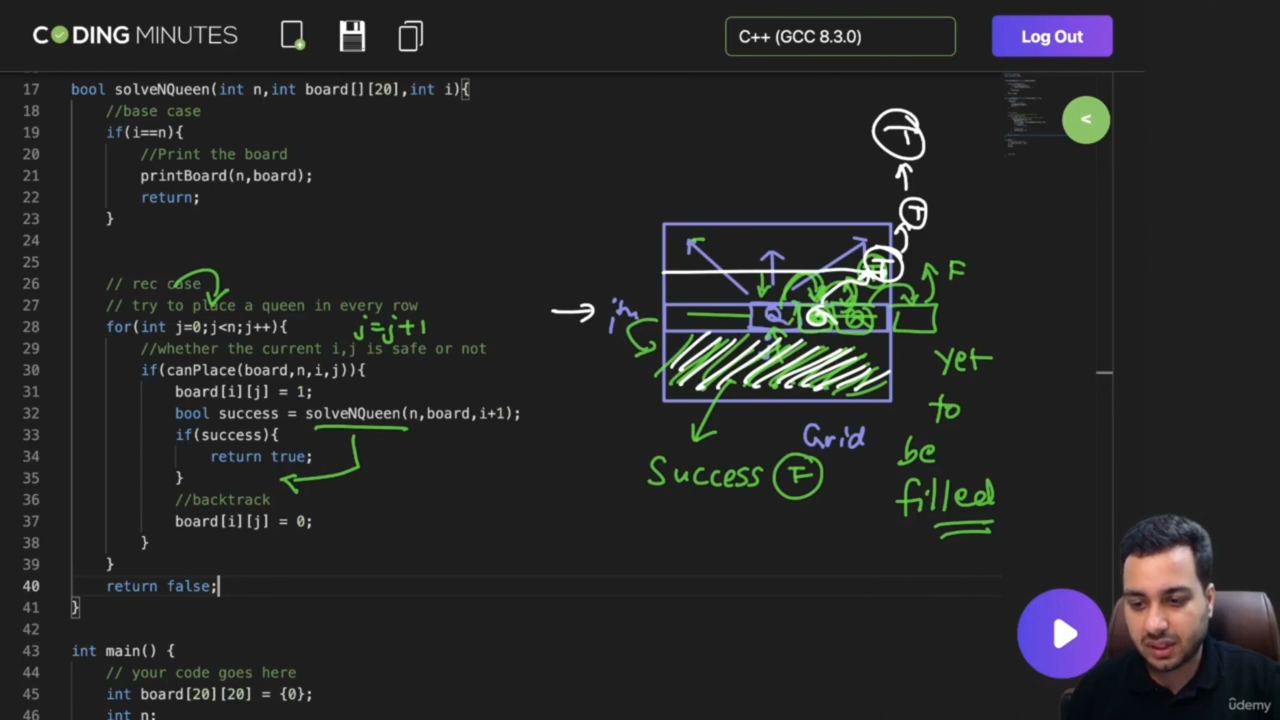 CODING MINUTES
C++ (GCC 8.3.0)
Log Out
<
17 bool solveNQueen(int n,int board[][20],int i){
18 //base case
19 if(i==n){
20 //Print the board
21 printBoard(n,board);
22 return;
23 }
24
25
26 // rec case
27 // try to place a queen in every row
28 for(int j=0;j<n;j++){
j=j+1
29 //whether the current i,j is safe or not
30 if(canPlace(board,n,i,j)){
31 board[i][j] = 1;
32 bool success = solveNQueen(n,board,i+1);
33 if(success){
34 return true;
35 }
36 //backtrack
37 board[i][j] = 0;
38 }
39 }
40 return false;
41 }
42
43 int main() {
44 // your code goes here
45 int board[20][20] = {0};
46 int n;
T
T
T
F
ith
Q
Q
Q
yet
to
be
filled
Grid
Success F
ûdemy